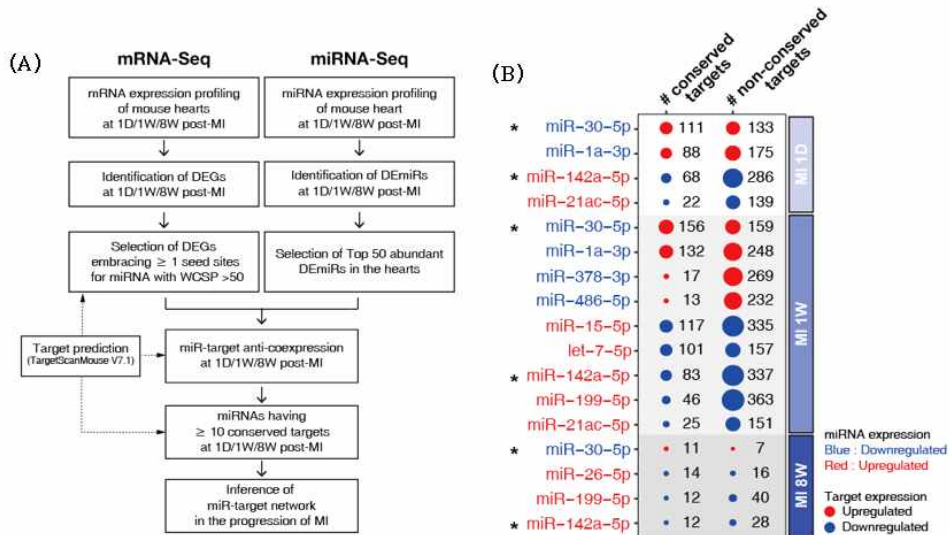 (A)
mRNA-Seq
miRNA-Seq
mRNA expression profiling
of mouse hearts
at 1D/1W/8W post-MI
miRNA expression profiling
of mouse heart
at 1D/1W/8W post-MI
Identification of DEGs
at 1D/1W/8W post-MI
Identification of DEmiRs
at 1D/1W/8W post-MI
Selection of DEGs
embracing ≥ 1 seed sites
for miRNA with WCSP >50
Selection of Top 50 abundant
DEmiRs in the hearts
Target prediction
(TargetScanMouse V7.1)
miR-target anti-coexpression
at 1D/1W/8W post-MI
miRNAs having
≥ 10 conserved targets
at 1D/1W/8W post-MI
Inference of
miR-target network
in the progression of MI
(B)
# conserved
targets
# non-conserved
targets
* miR-30-5p 111 133
miR-1a-3p 88 175
* miR-142a-5p 68 286
miR-21ac-5p 22 139
MI 1D
* miR-30-5p 156 159
miR-1a-3p 132 248
miR-378-3p 17 269
miR-486-5p 13 232
miR-15-5p 117 335
let-7-5p 101 157
* miR-142a-5p 83 337
miR-199-5p 46 363
miR-21ac-5p 25 151
MI 1W
* miR-30-5p 11 7
miR-26-5p 14 16
miR-199-5p 12 40
* miR-142a-5p 12 28
MI 8W
miRNA expression
Blue : Downregulated
Red : Upregulated
Target expression
Upregulated
Downregulated